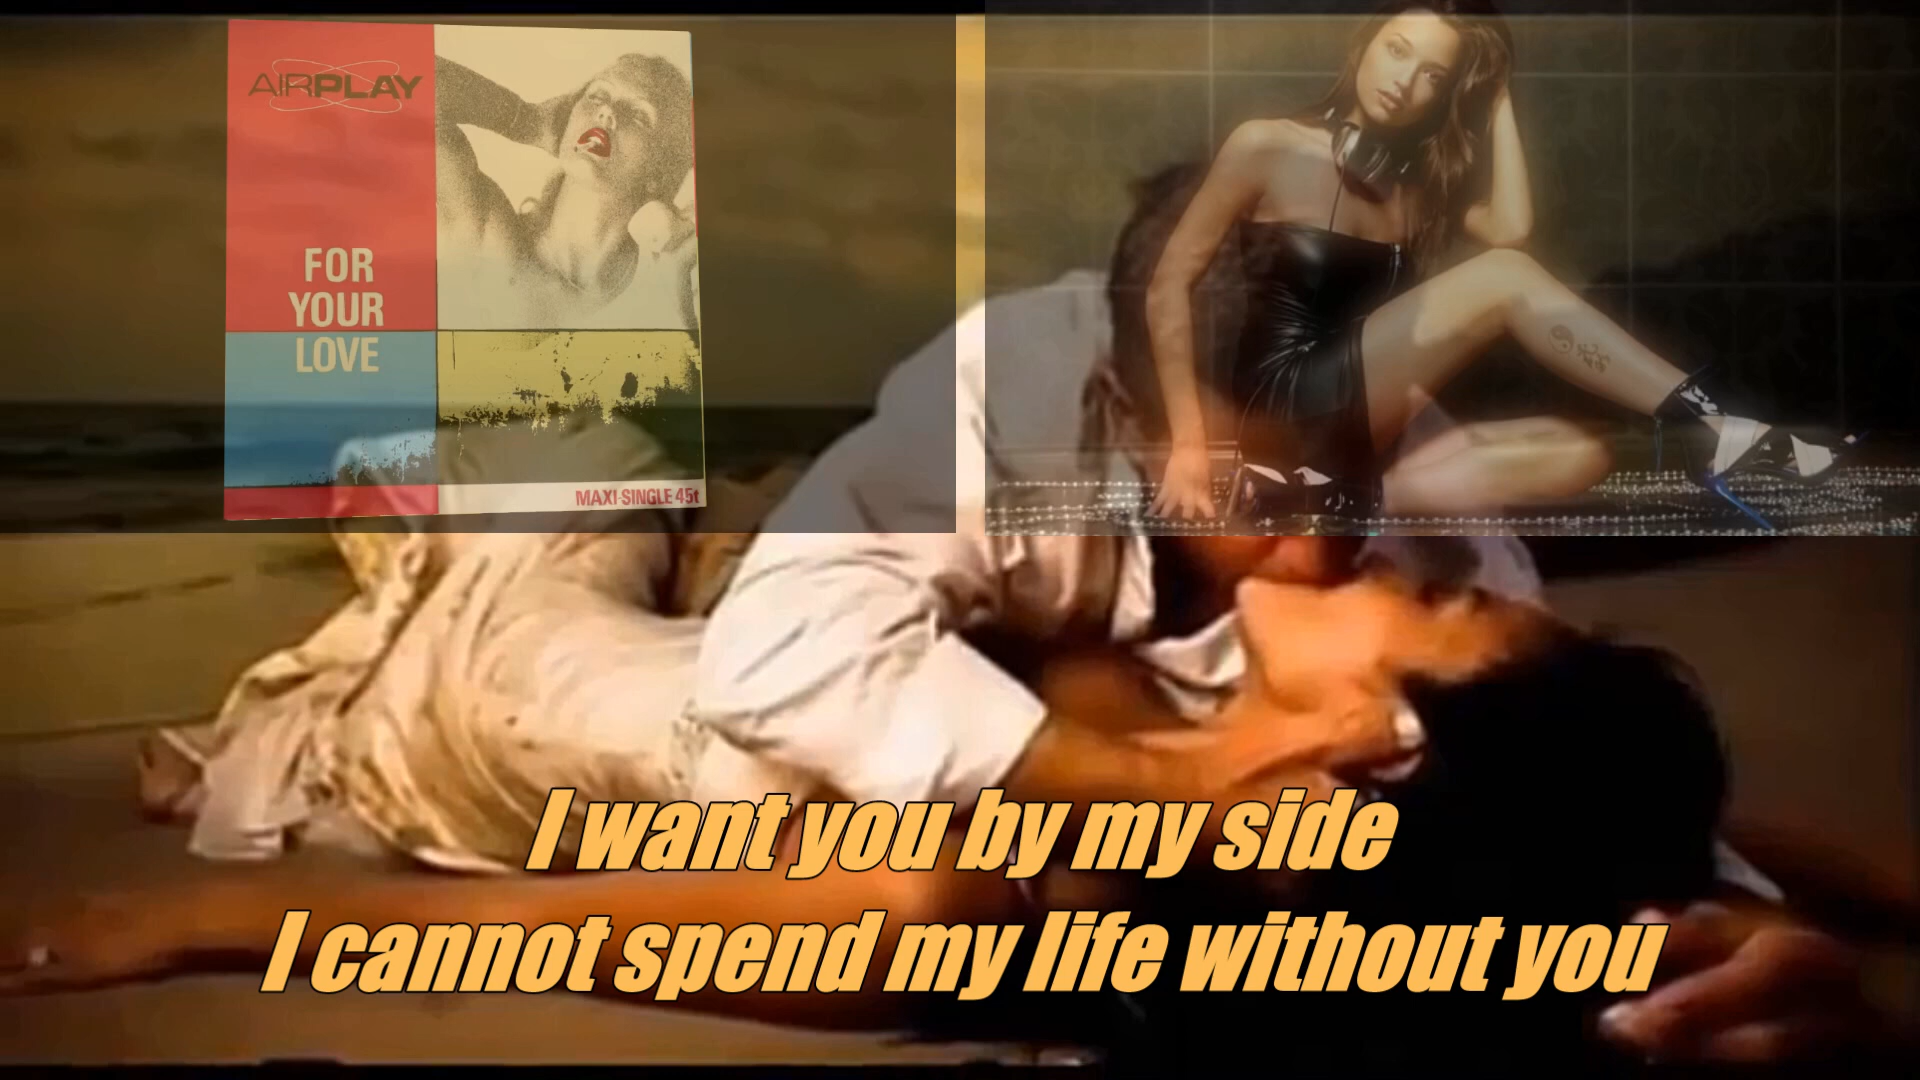 AIRPLAY
FOR
YOUR
LOVE
MAXI-SINGLE 45t
I want you by my side
I cannot spend my life without you